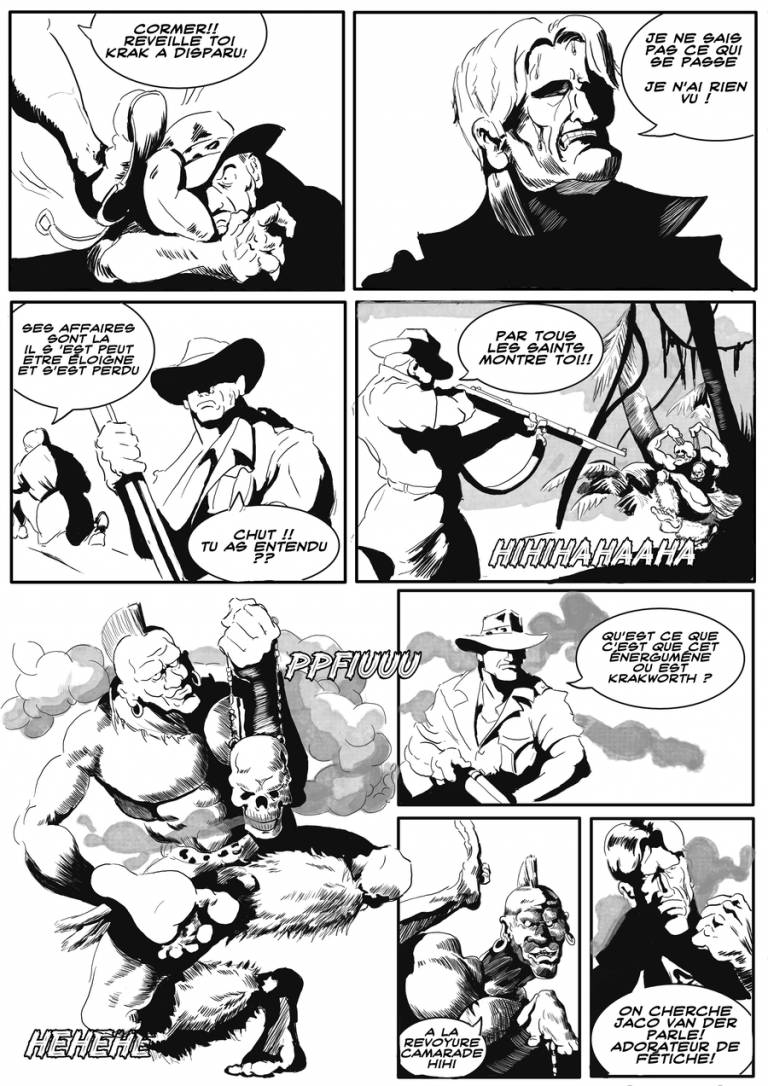 CORMER!!
REVEILLE TOI
KRAK A DISPARU!
JE NE SAIS
PAS CE QUI
SE PASSE
JE N'AI RIEN
VU !
SES AFFAIRES
SONT LA
IL S 'EST PEUT
ETRE ÉLOIGNE
ET S'EST PERDU
CHUT !!
TU AS ENTENDU
??
PAR TOUS
LES SAINTS
MONTRE TOI!!
HIHIHAHAAHA
PPFIUUU
HEHEHE
QU'EST CE QUE
C'EST QUE CET
ÉNERGUMÈNE
OU EST
KRAKWORTH ?
A LA
REVOYURE
CAMARADE
HIHI
ON CHERCHE
JACO VAN DER
PARLE!
ADORATEUR DE
FÉTICHE!